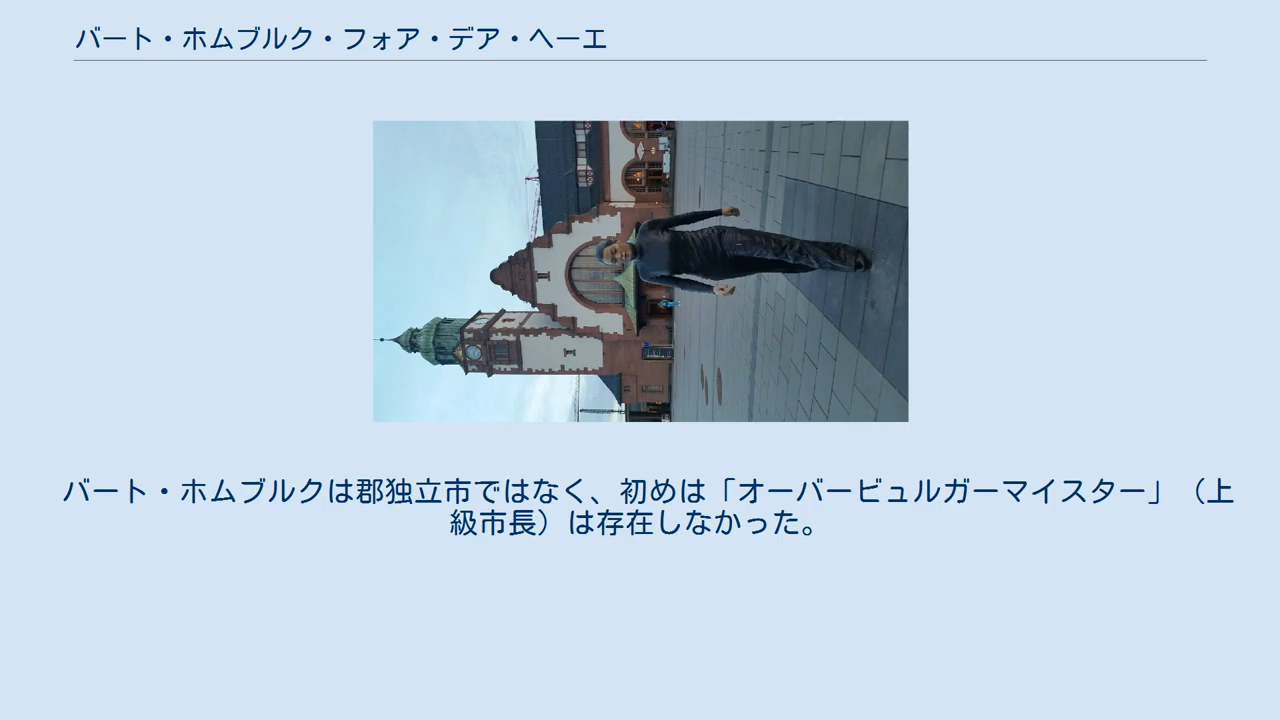 バート・ホムブルク・フォア・デア・ヘーエ
バート・ホムブルクは郡独立市ではなく、初めは「オーバービュルガーマイスター」（上
級市長）は存在しなかった。